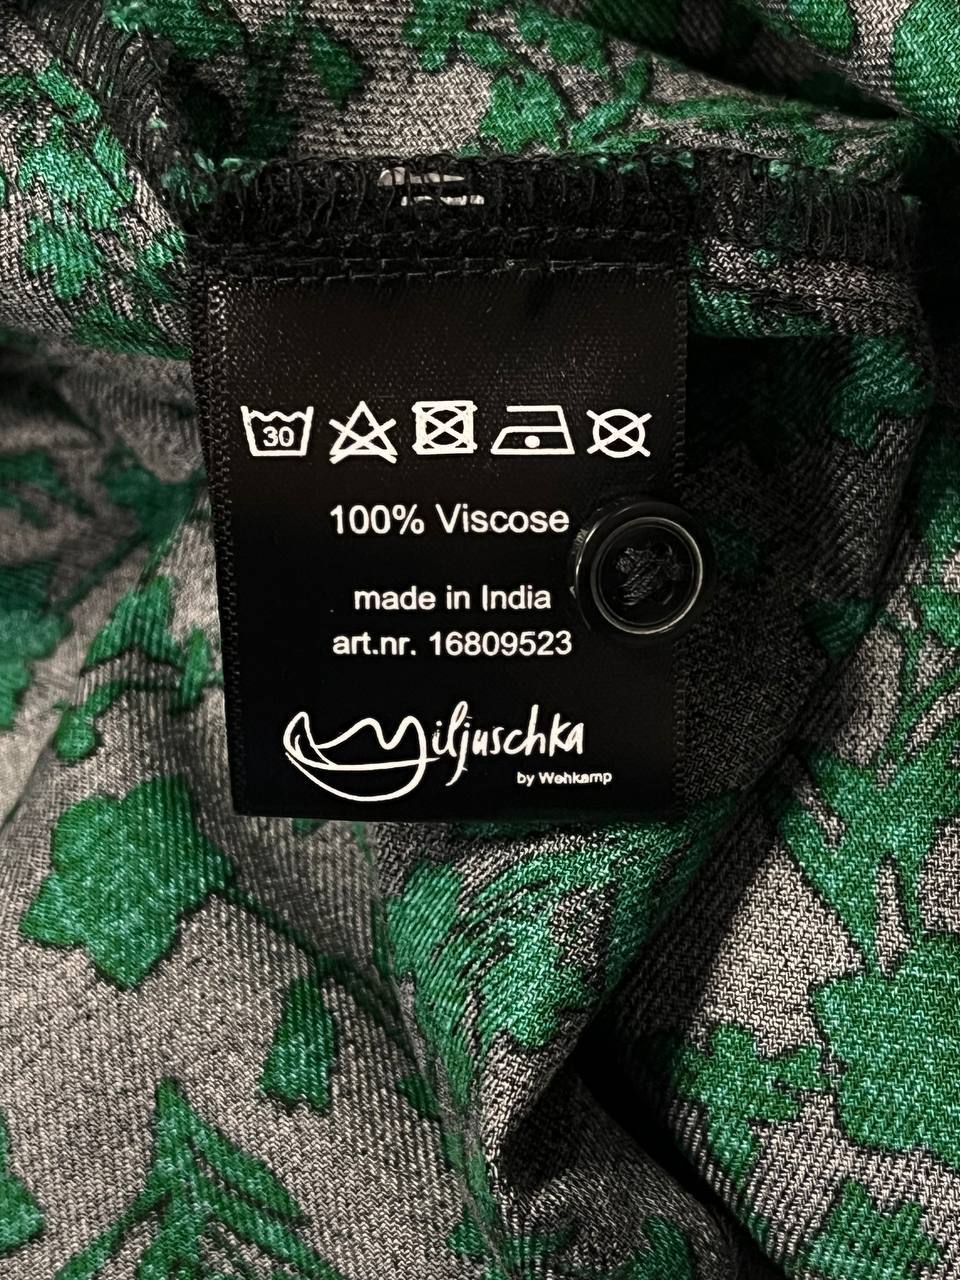 30
100% Viscose
made in India
art.nr. 16809523
Miljuschka
by Wehkamp